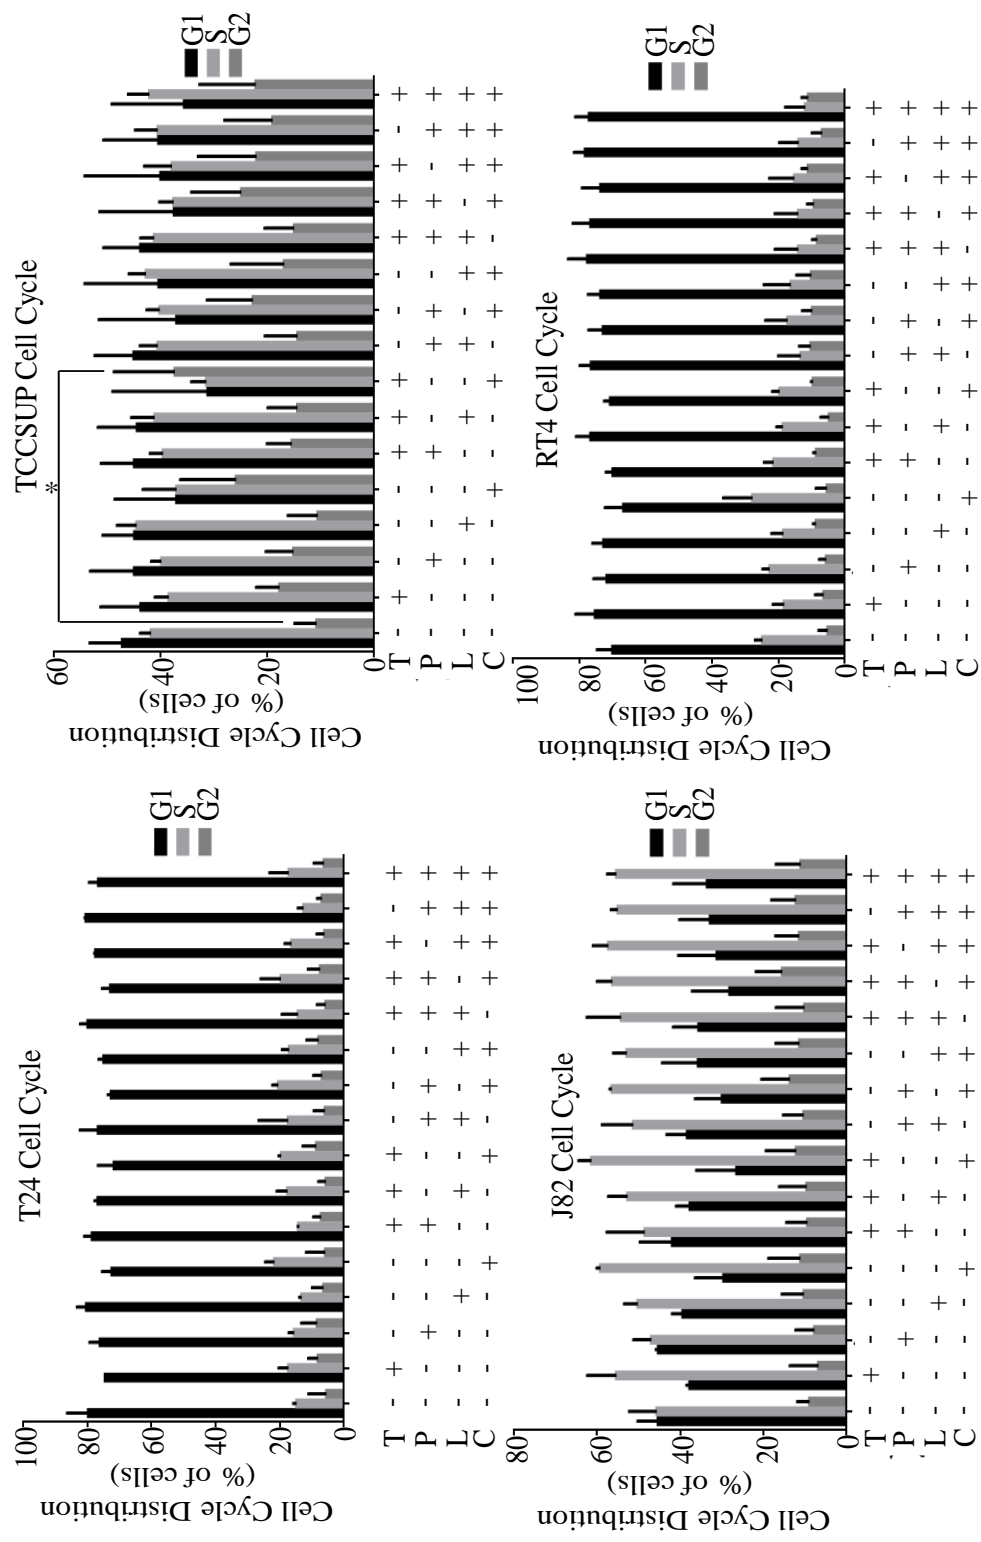 T24 Cell Cycle
G1
S
G2
Cell Cycle Distribution
(% of cells)
100
80
60
40
20
0
T - + - - - + + + - - - + + + - +
P - - + - - + - - + + - + + - + +
L - - - + - - + - + - + + - + + +
C - - - - + - - + - + + - + + + +
TCCSUP Cell Cycle
*
G1
S
G2
Cell Cycle Distribution
(% of cells)
60
40
20
0
T - + - - - + + + - - - + + + - +
P - - + - - + - - + + - + + - + +
L - - - + - - + - + - + + - + + +
C - - - - + - - + - + + - + + + +
J82 Cell Cycle
G1
S
G2
Cell Cycle Distribution
(% of cells)
80
60
40
20
0
T - + - - - + + + - - - + + + - +
P - - + - - + - - + + - + + - + +
L - - - + - - + - + - + + - + + +
C - - - - + - - + - + + - + + + +
RT4 Cell Cycle
G1
S
G2
Cell Cycle Distribution
(% of cells)
100
80
60
40
20
0
T - + - - - + + + - - - + + + - +
P - - + - - + - - + + - + + - + +
L - - - + - - + - + - + + - + + +
C - - - - + - - + - + + - + + + +